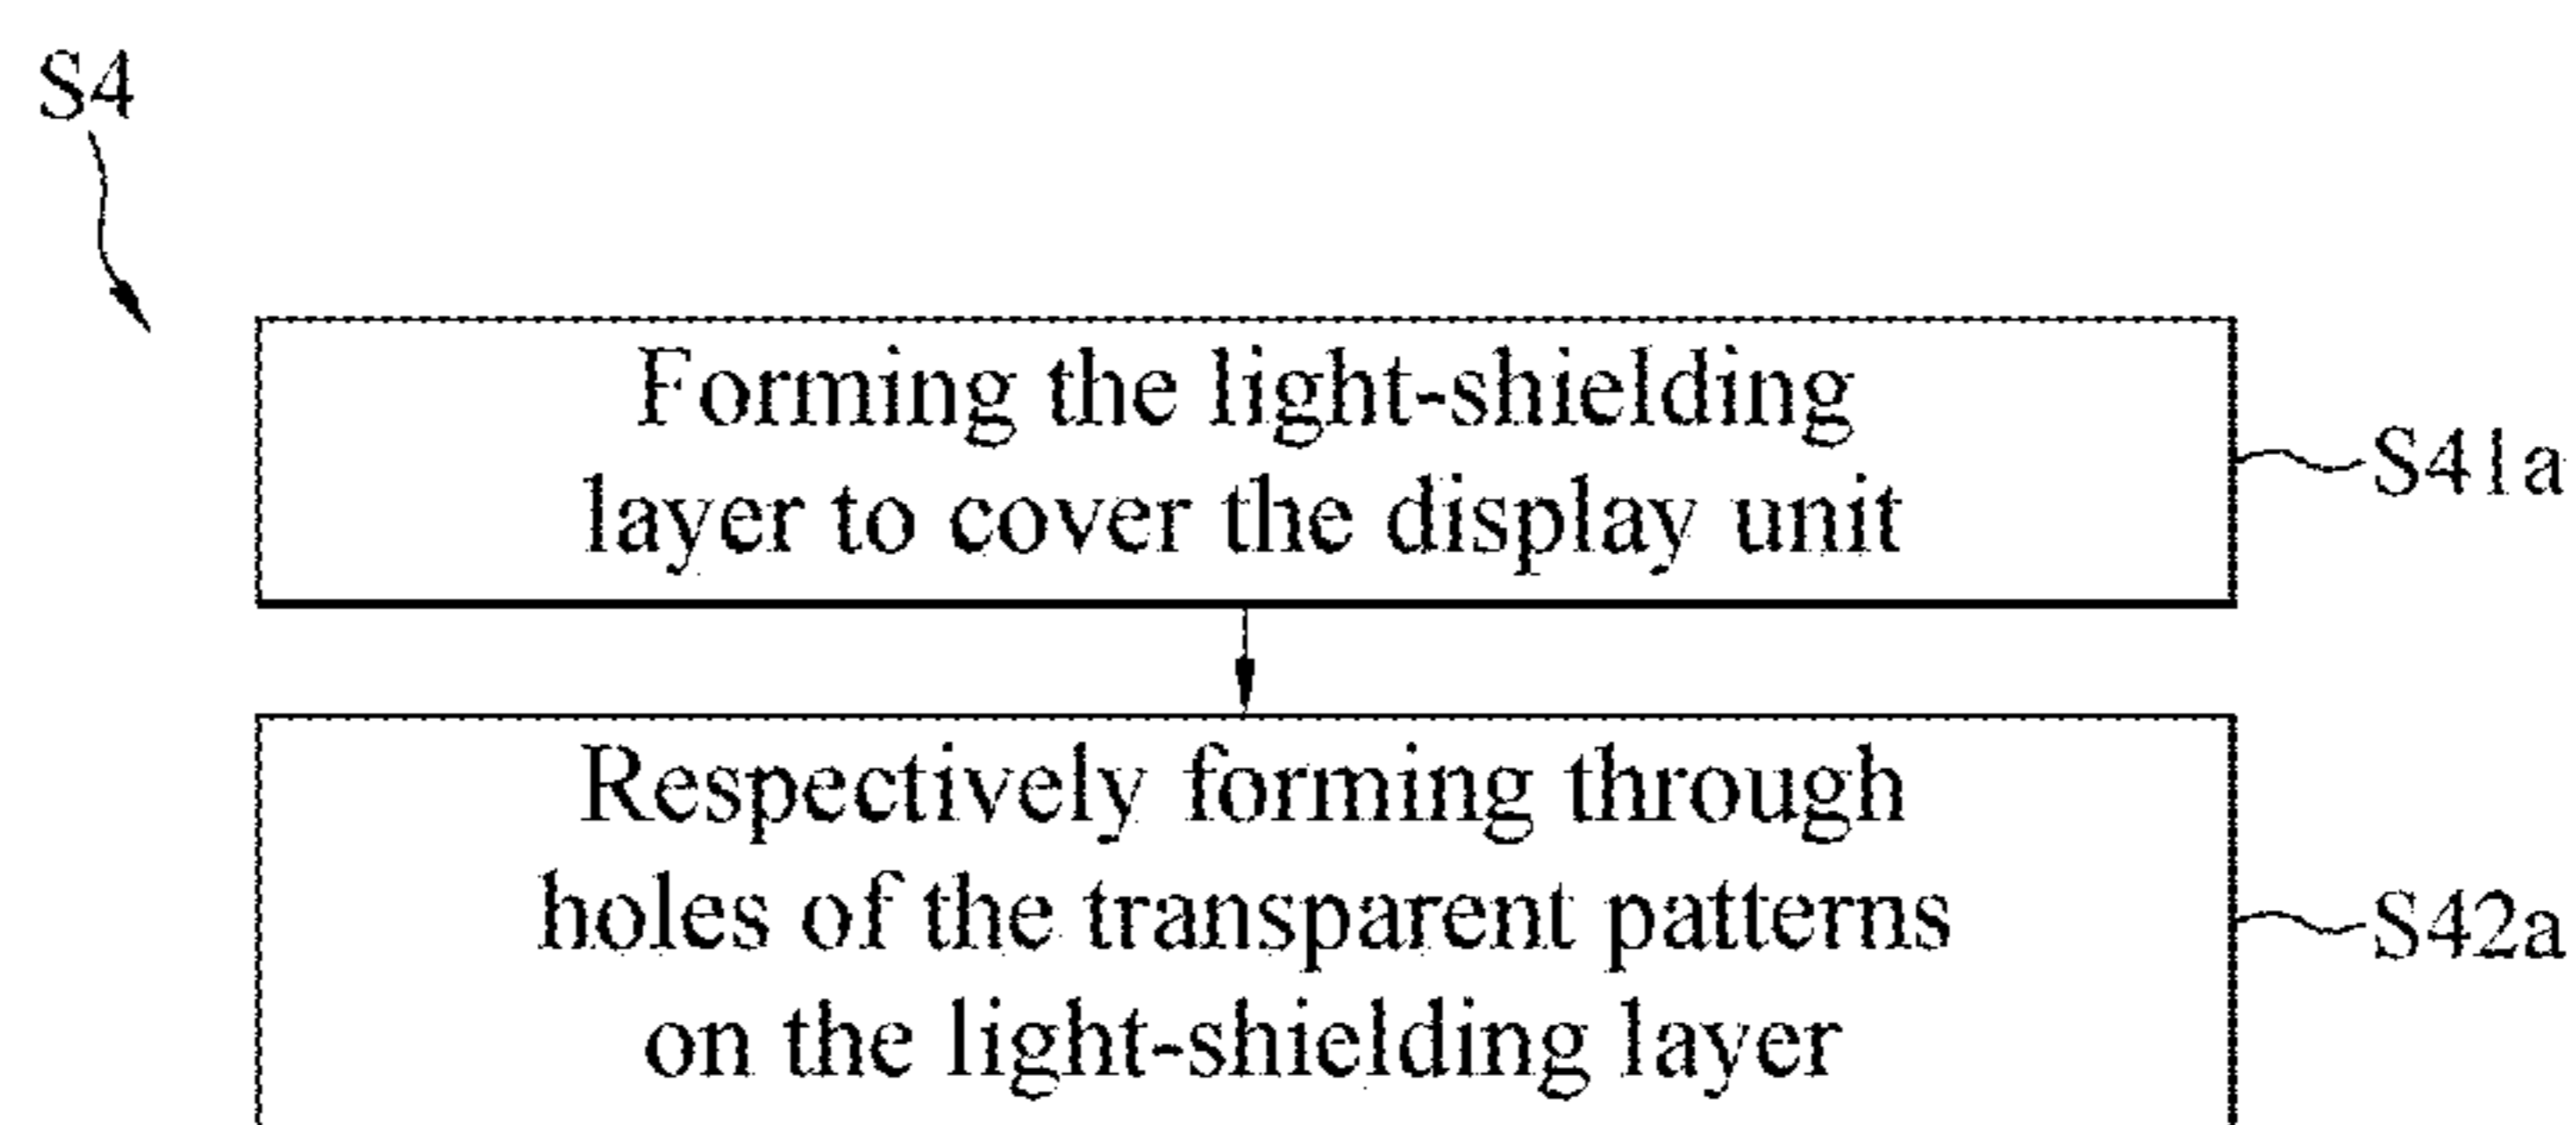 S4
Forming the light-shielding
layer to cover the display unit
S41a
Respectively forming through
holes of the transparent patterns
on the light-shielding layer
S42a